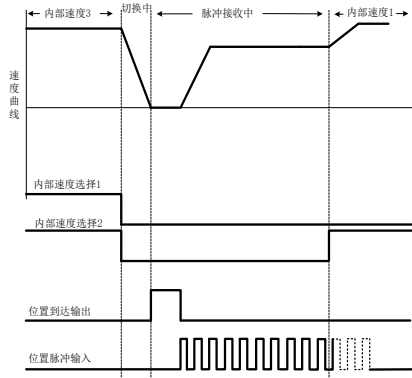 内部速度3
切换中
脉冲接收中
内部速度1
速度曲线
内部速度选择1
内部速度选择2
位置到达输出
位置脉冲输入